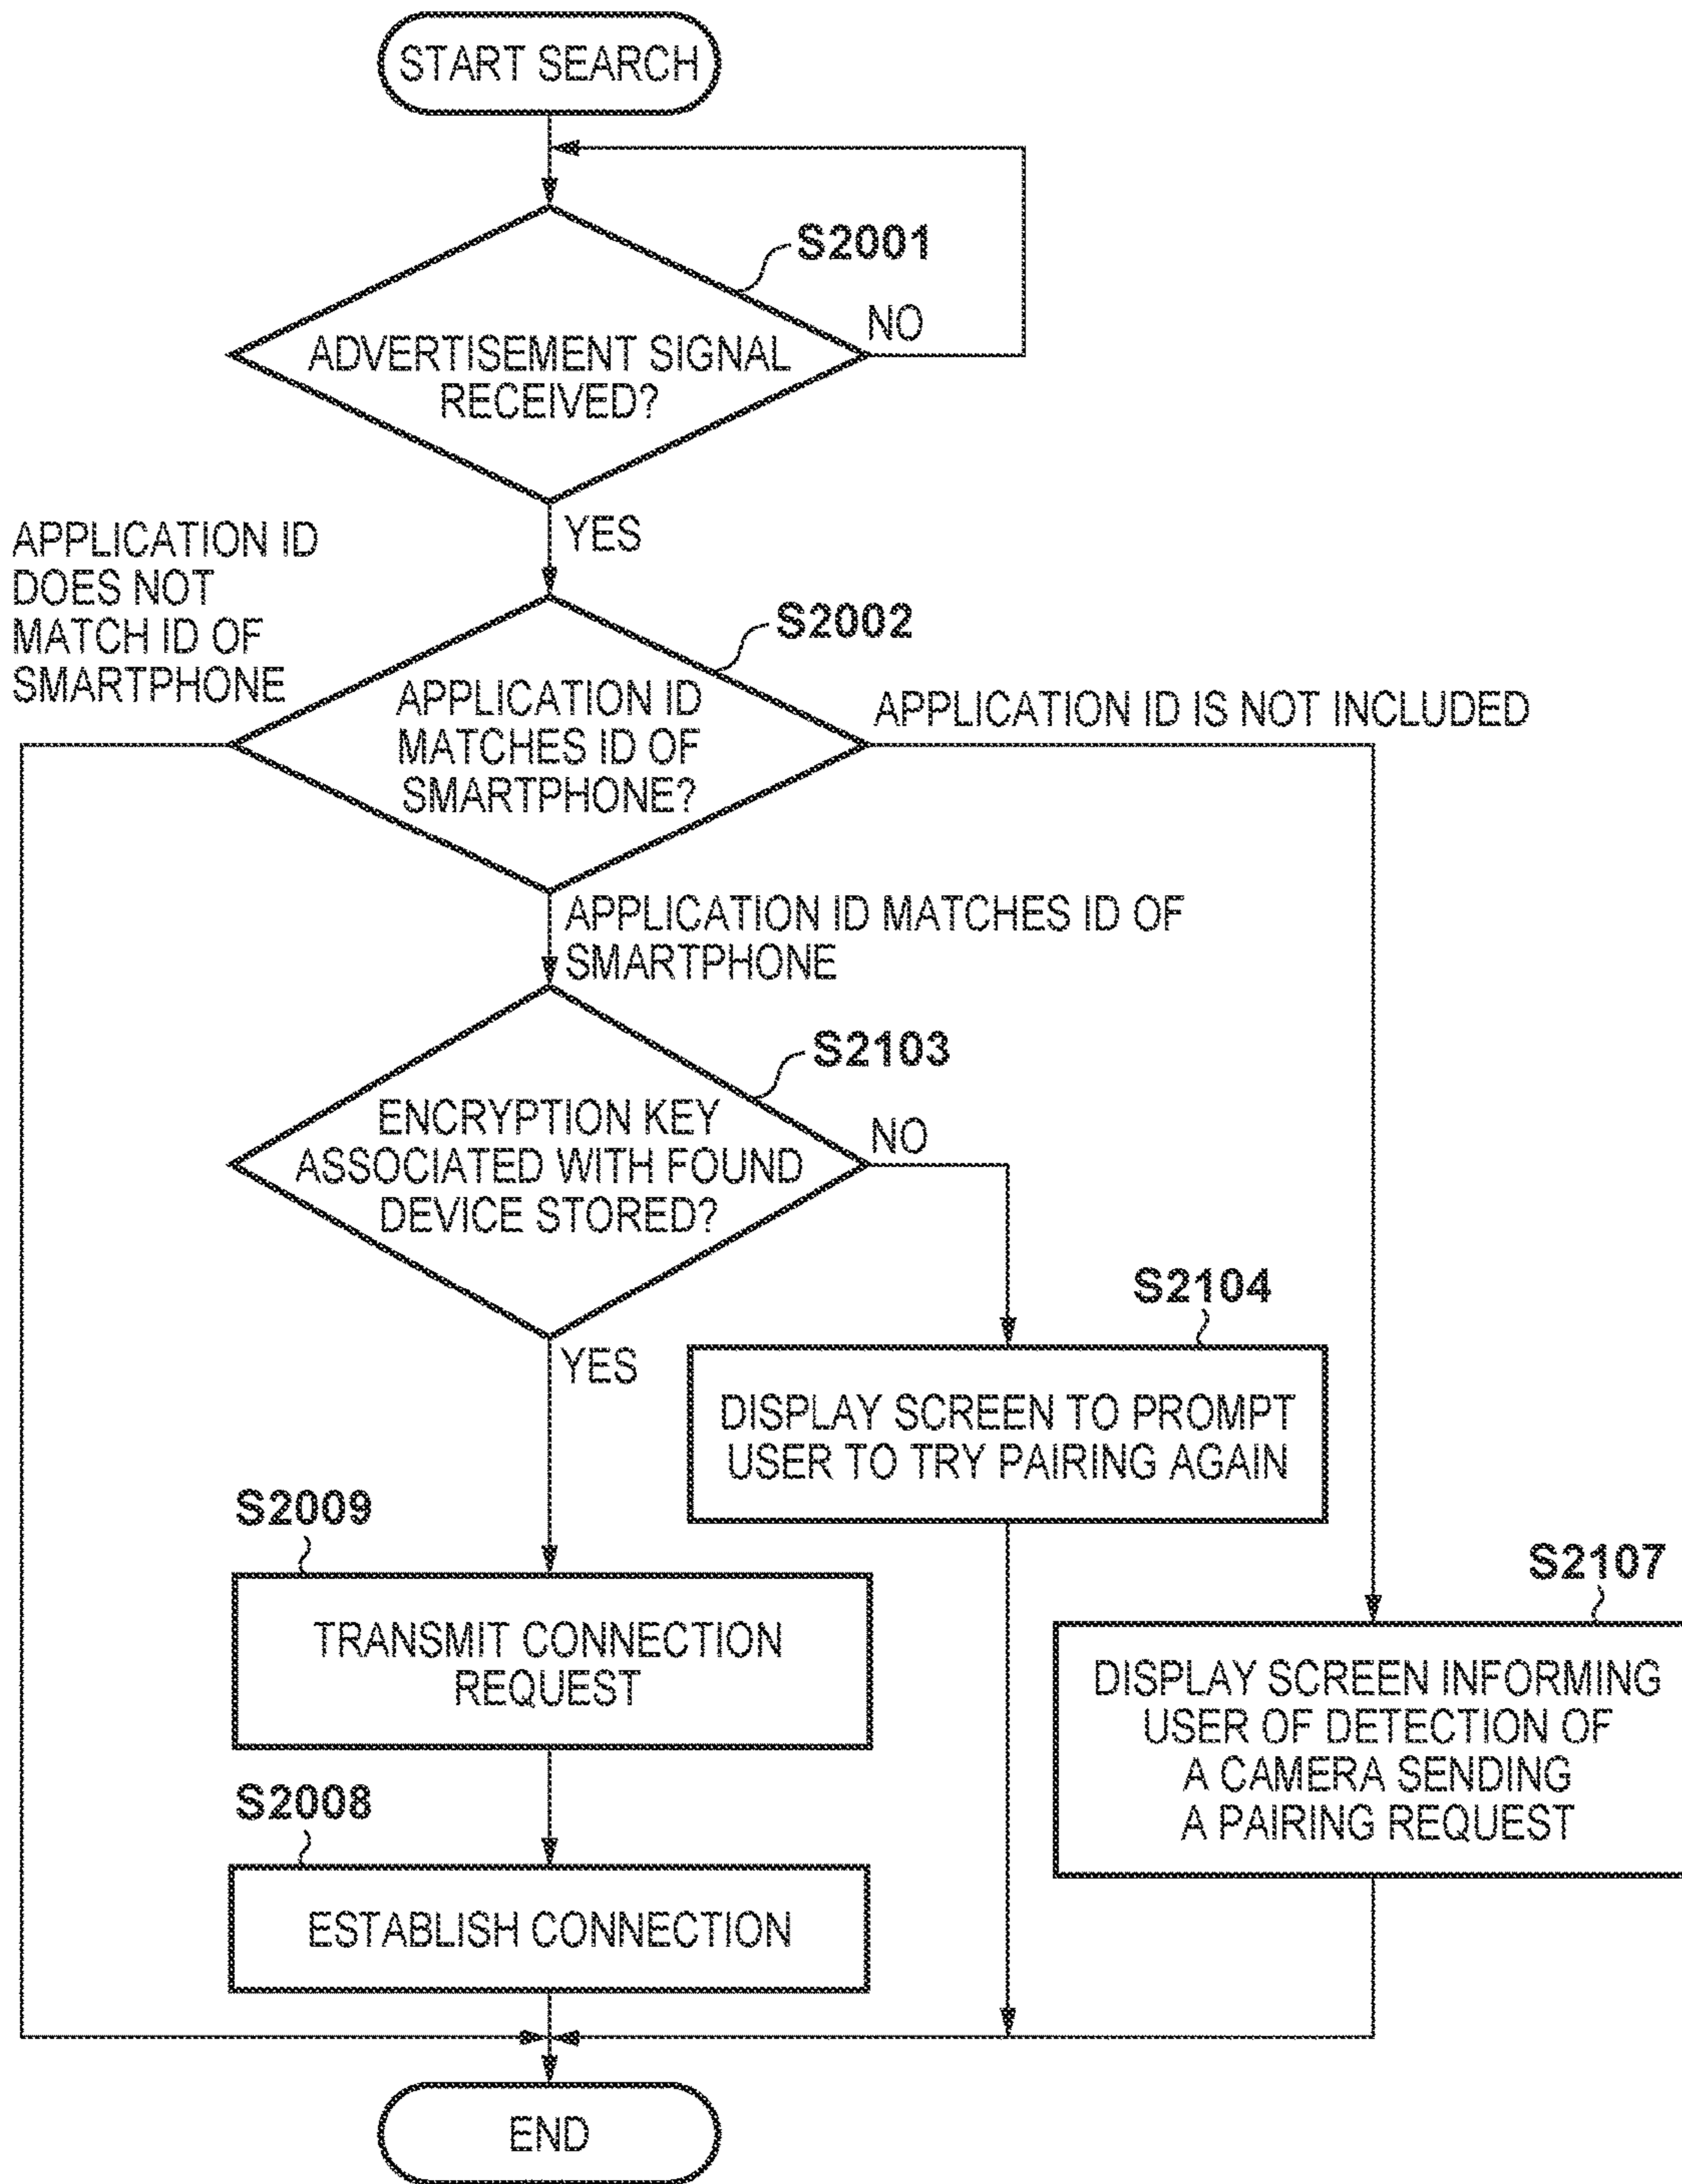 START SEARCH
S2001
NO
ADVERTISEMENT SIGNAL
RECEIVED?
YES
APPLICATION ID
DOES NOT
MATCH ID OF
SMARTPHONE
S2002
APPLICATION ID
MATCHES ID OF
SMARTPHONE?
APPLICATION ID IS NOT INCLUDED
APPLICATION ID MATCHES ID OF
SMARTPHONE
S2103
ENCRYPTION KEY
ASSOCIATED WITH FOUND
DEVICE STORED?
NO
YES
S2104
DISPLAY SCREEN TO PROMPT
USER TO TRY PAIRING AGAIN
S2009
TRANSMIT CONNECTION
REQUEST
S2107
DISPLAY SCREEN INFORMING
USER OF DETECTION OF
A CAMERA SENDING
A PAIRING REQUEST
S2008
ESTABLISH CONNECTION
END